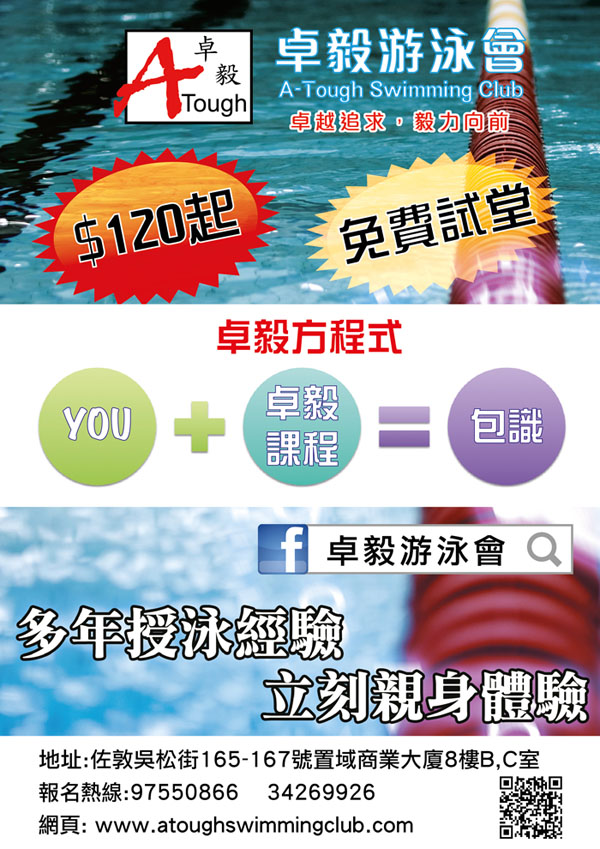 A 卓毅
Tough
卓毅游泳會
A-Tough Swimming Club
卓越追求，毅力向前
$120起
免費試堂
卓毅方程式
YOU + 卓毅課程 = 包識
f 卓毅游泳會
多年授泳經驗
立刻親身體驗
地址:佐敦吳松街165-167號置域商業大廈8樓B,C室
報名熱線:97550866 34269926
網頁: www.atoughswimmingclub.com